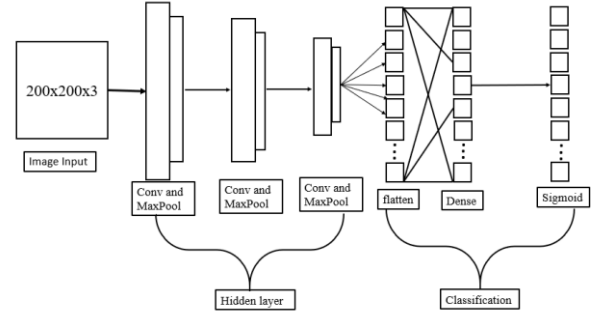 200x200x3
Image Input
Conv and
MaxPool
Conv and
MaxPool
Conv and
MaxPool
flatten
Dense
Sigmoid
Hidden layer
Classification